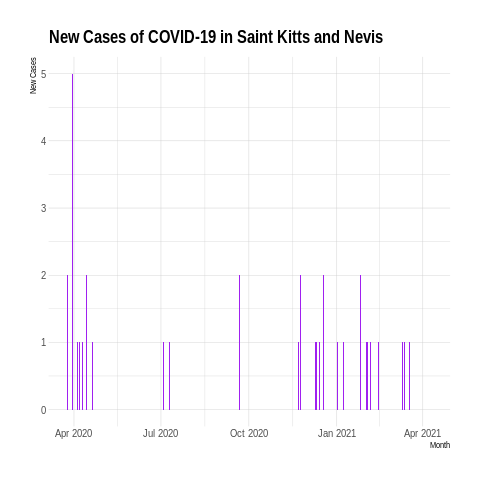 New Cases of COVID-19 in Saint Kitts and Nevis
New Cases
5
4
3
2
1
0
Apr 2020 Jul 2020 Oct 2020 Jan 2021 Apr 2021
Month